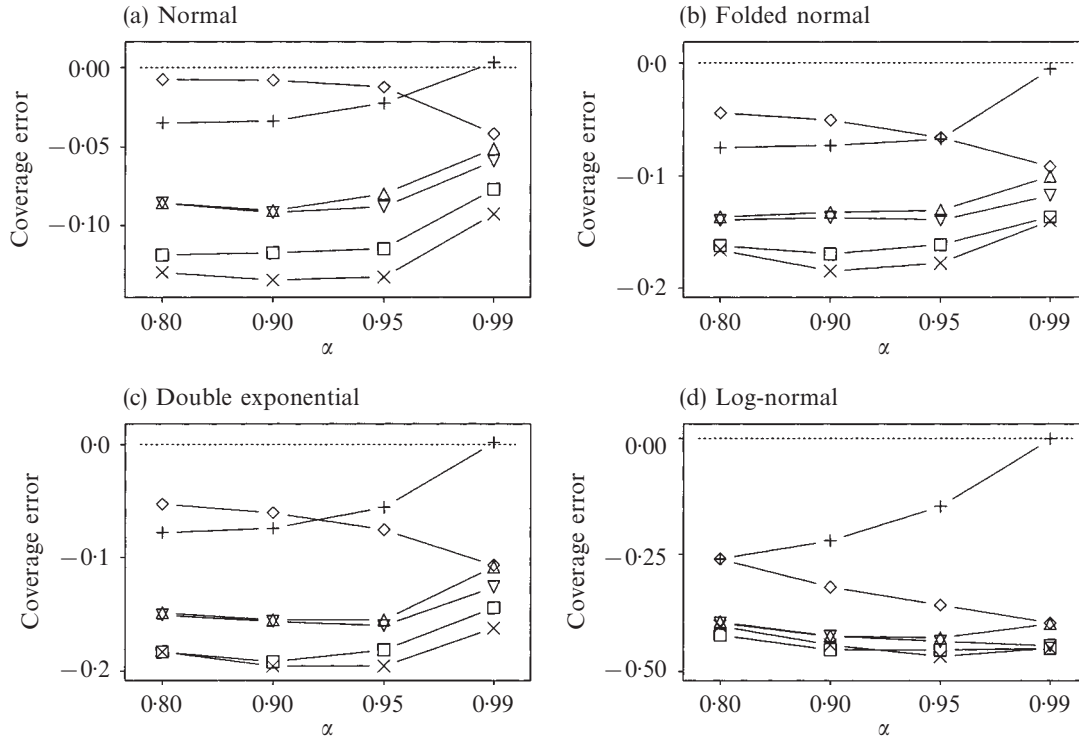 (a) Normal
Coverage error
0·00
−0·05
−0·10
0·80 0·90 0·95 0·99
α
(b) Folded normal
Coverage error
0·0
−0·1
−0·2
0·80 0·90 0·95 0·99
α
(c) Double exponential
Coverage error
0·0
−0·1
−0·2
0·80 0·90 0·95 0·99
α
(d) Log-normal
Coverage error
0·00
−0·25
−0·50
0·80 0·90 0·95 0·99
α